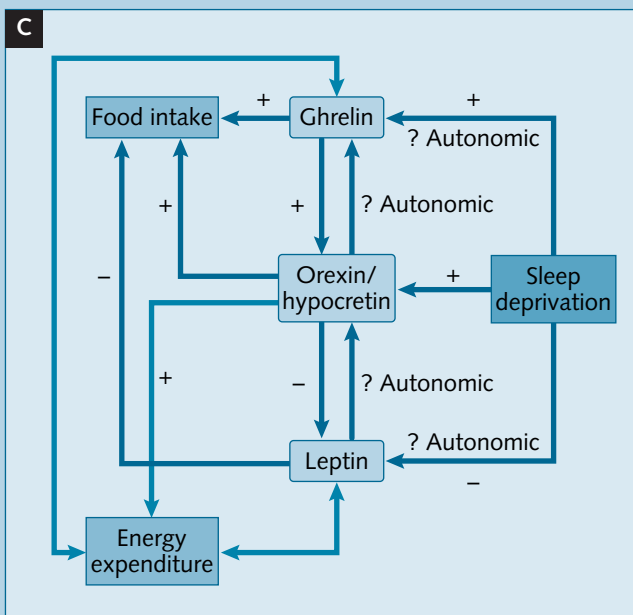 C
Food intake
+
Ghrelin
+
? Autonomic
+
+
? Autonomic
–
Orexin/
hypocretin
+
Sleep
deprivation
+
–
? Autonomic
? Autonomic
Leptin
–
Energy
expenditure